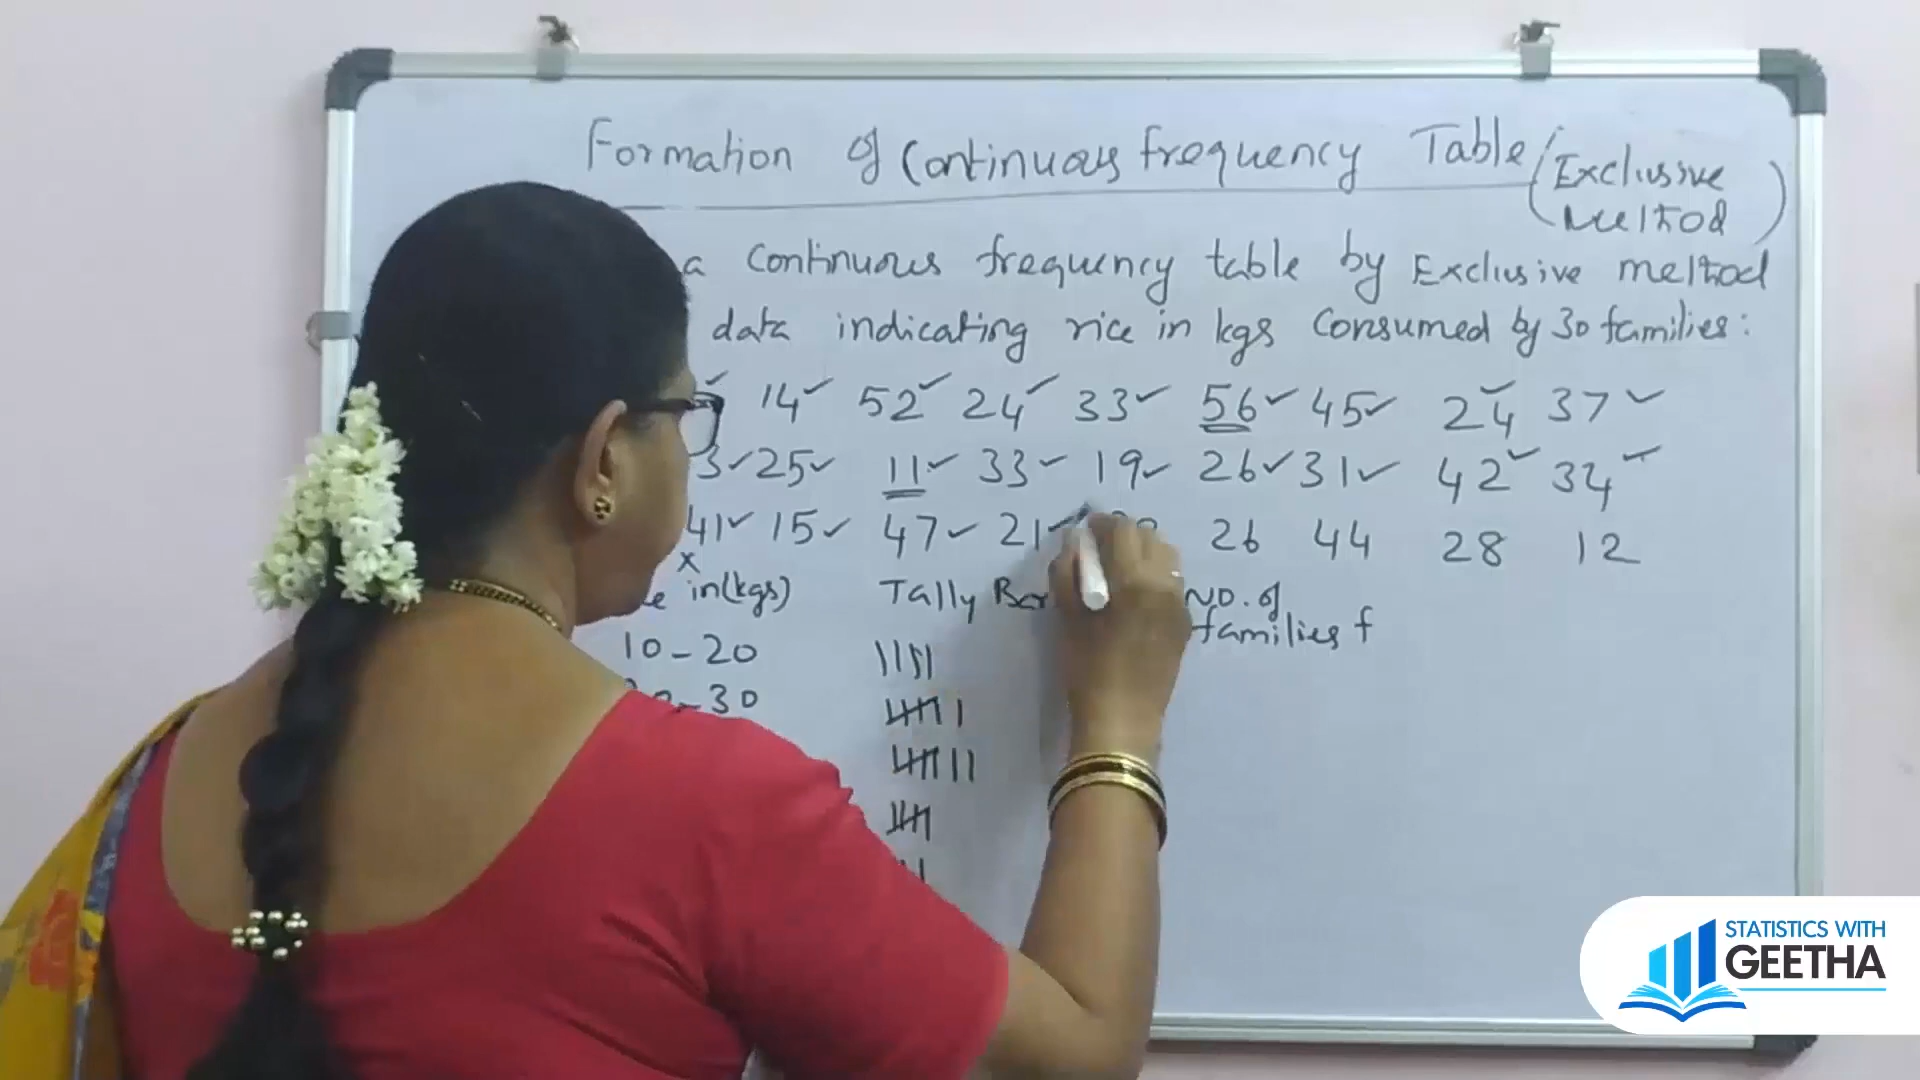 Formation of Continuous frequency Table (Exclusive
Method)
a Continuous frequency table by Exclusive method
data indicating rice in kgs Consumed by 30 families:
14 52 24 33 56 45 24 37
3 25 11 33 19 26 31 42 34
41 15 47 21 26 44 28 12
x
in(kgs) Tally No. of
families f
10-20
-30
STATISTICS WITH
GEETHA